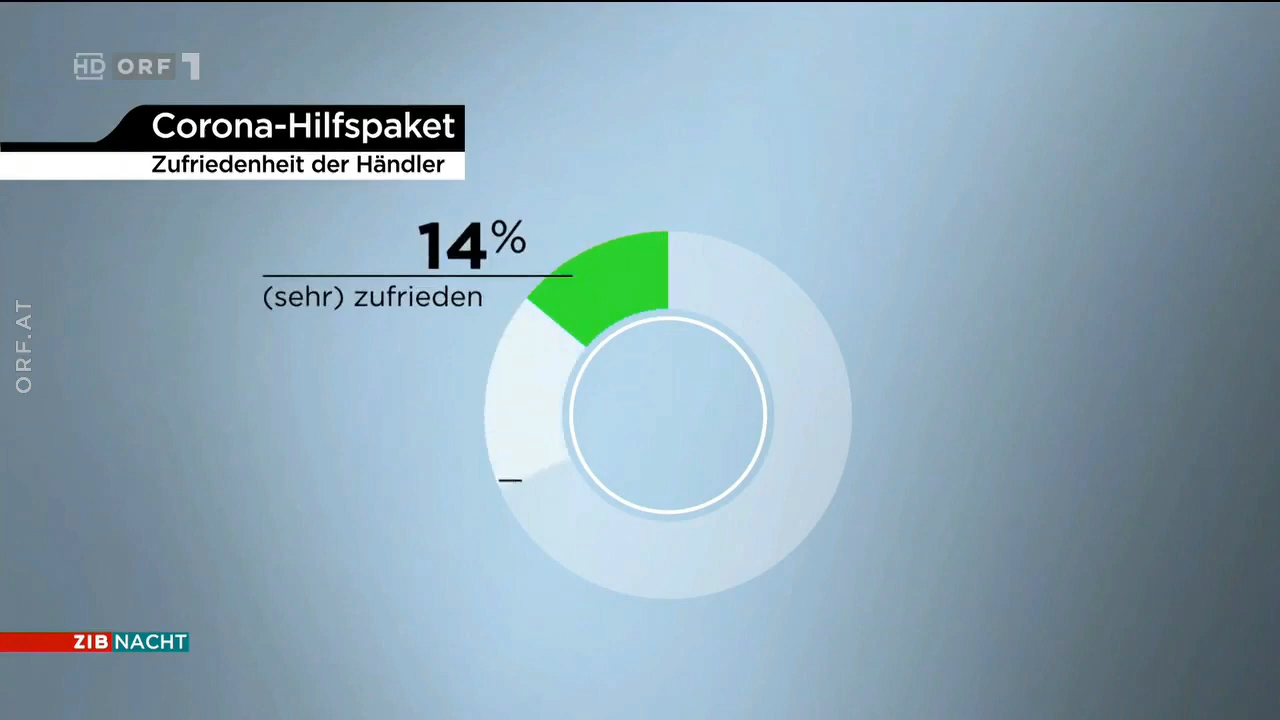 HD ORF 1
Corona-Hilfspaket
Zufriedenheit der Händler
14%
(sehr) zufrieden
ORF.AT
ZIB NACHT